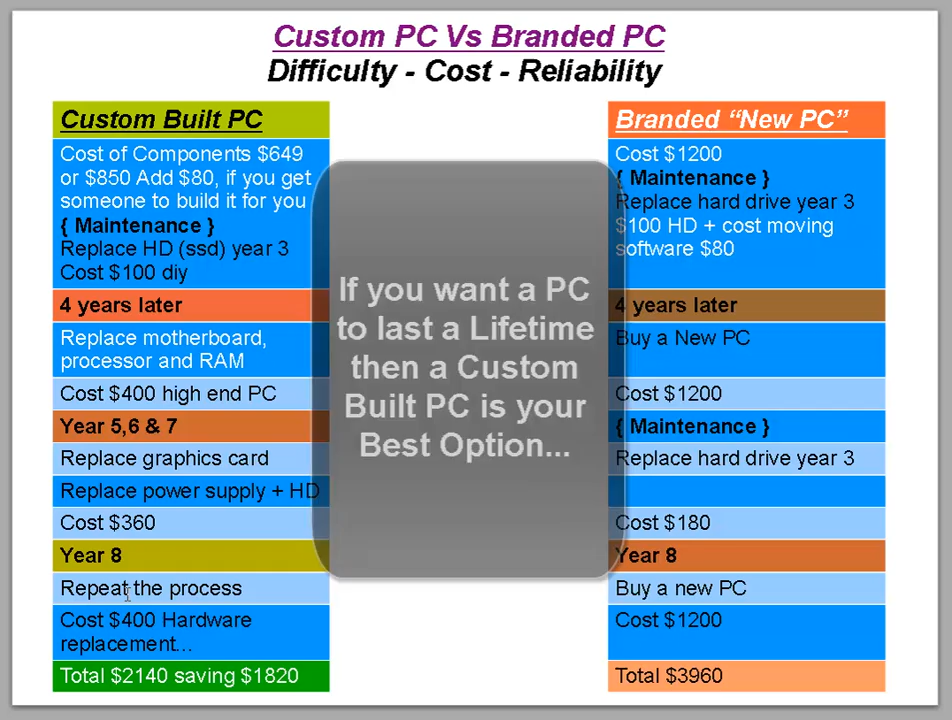 Custom PC Vs Branded PC
Difficulty - Cost - Reliability
Custom Built PC
Cost of Components $649
or $850 Add $80, if you get
someone to build it for you
{ Maintenance }
Replace HD (ssd) year 3
Cost $100 diy
4 years later
Replace motherboard,
processor and RAM
Cost $400 high end PC
Year 5,6 & 7
Replace graphics card
Replace power supply + HD
Cost $360
Year 8
Repeat the process
Cost $400 Hardware
replacement...
Total $2140 saving $1820
If you want a PC
to last a Lifetime
then a Custom
Built PC is your
Best Option...
Branded “New PC”
Cost $1200
{ Maintenance }
Replace hard drive year 3
$100 HD + cost moving
software $80
4 years later
Buy a New PC
Cost $1200
{ Maintenance }
Replace hard drive year 3
Cost $180
Year 8
Buy a new PC
Cost $1200
Total $3960